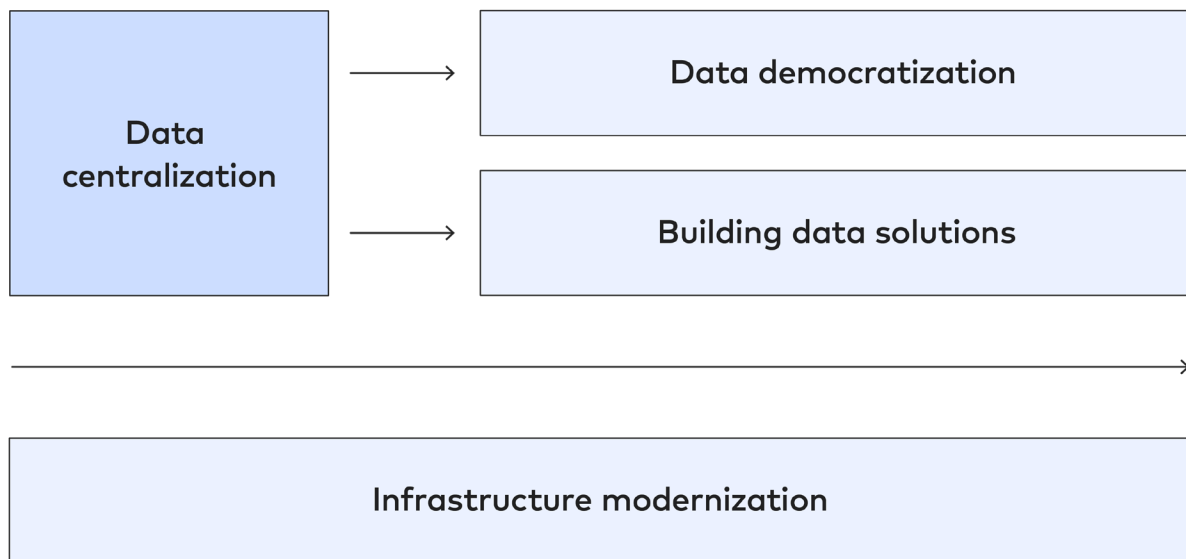 Data
centralization
Data democratization
Building data solutions
Infrastructure modernization